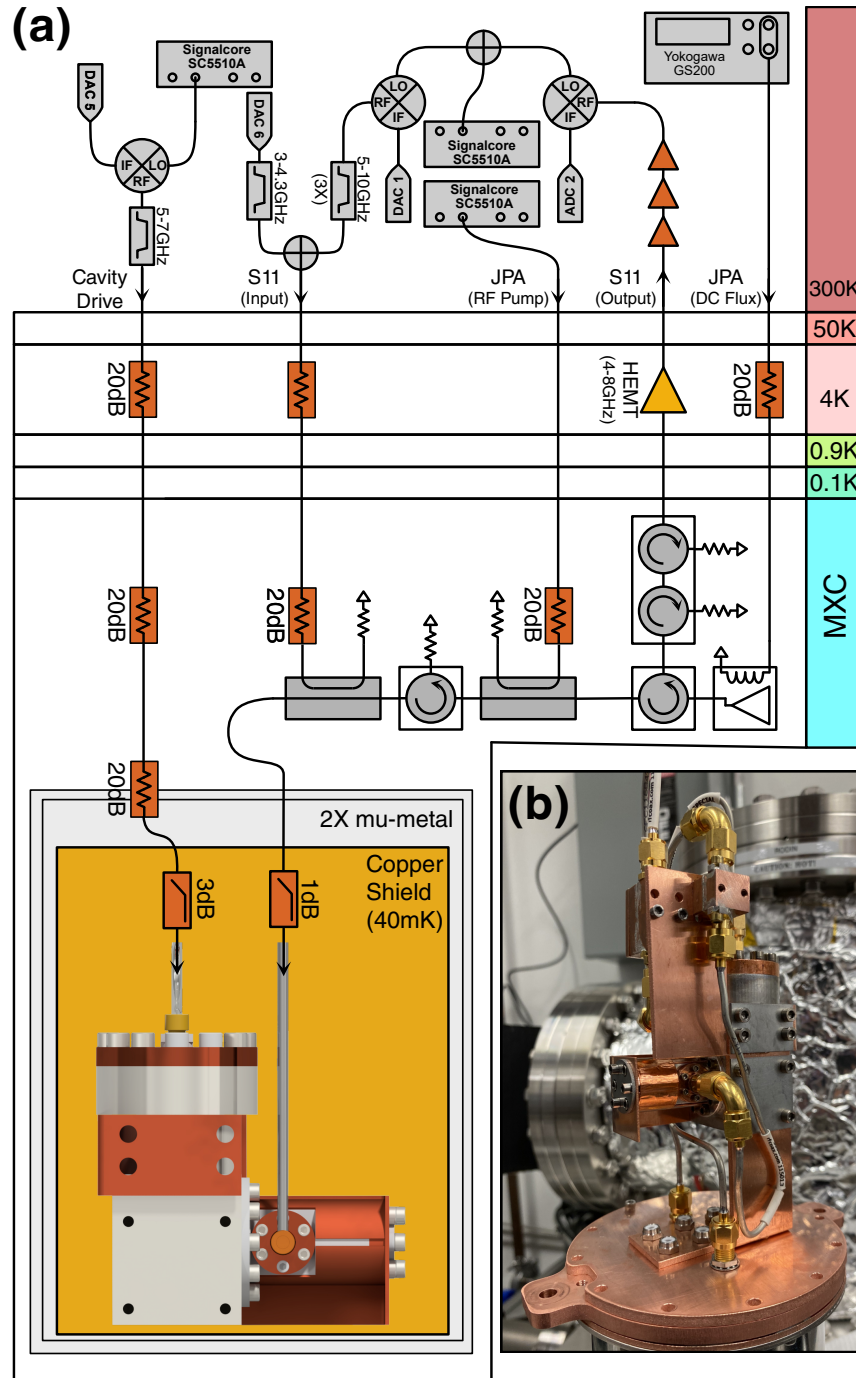 (a)
DAC 5
Signalcore
SC5510A
IF
LO
RF
5-7GHz
Cavity
Drive
DAC 6
3-4.3GHz
5-10GHz
(3X)
S11
(Input)
LO
RF
IF
DAC 1
Signalcore
SC5510A
Signalcore
SC5510A
JPA
(RF Pump)
LO
RF
IF
ADC 2
S11
(Output)
Yokogawa
GS200
JPA
(DC Flux)
300K
50K
20dB
HEMT
(4-8GHz)
20dB
4K
0.9K
0.1K
20dB
20dB
20dB
MXC
20dB
2X mu-metal
Copper
Shield
(40mK)
3dB
1dB
(b)
CAUTION: HOT!